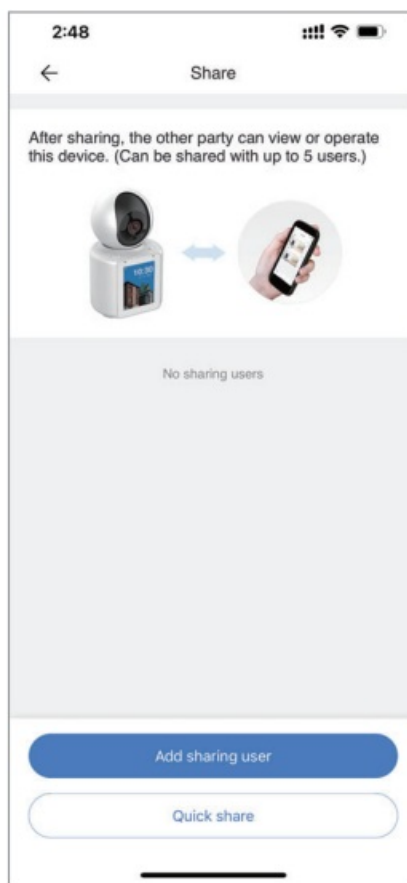 2:48
Share
After sharing, the other party can view or operate
this device. (Can be shared with up to 5 users.)
10:30
No sharing users
Add sharing user
Quick share